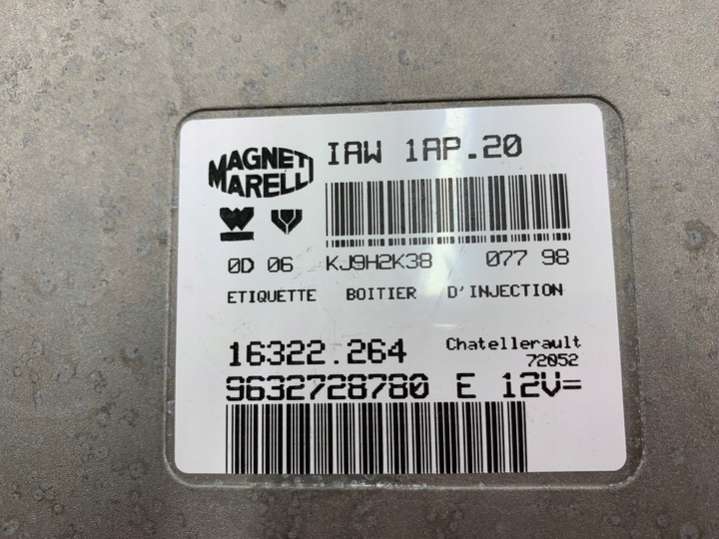 MAGNETI
MARELLI
IAW 1AP.20
0D 06 KJ9H2K38 077 98
ETIQUETTE BOITIER D'INJECTION
16322.264
Chatellerault
72052
9632728780 E 12V=